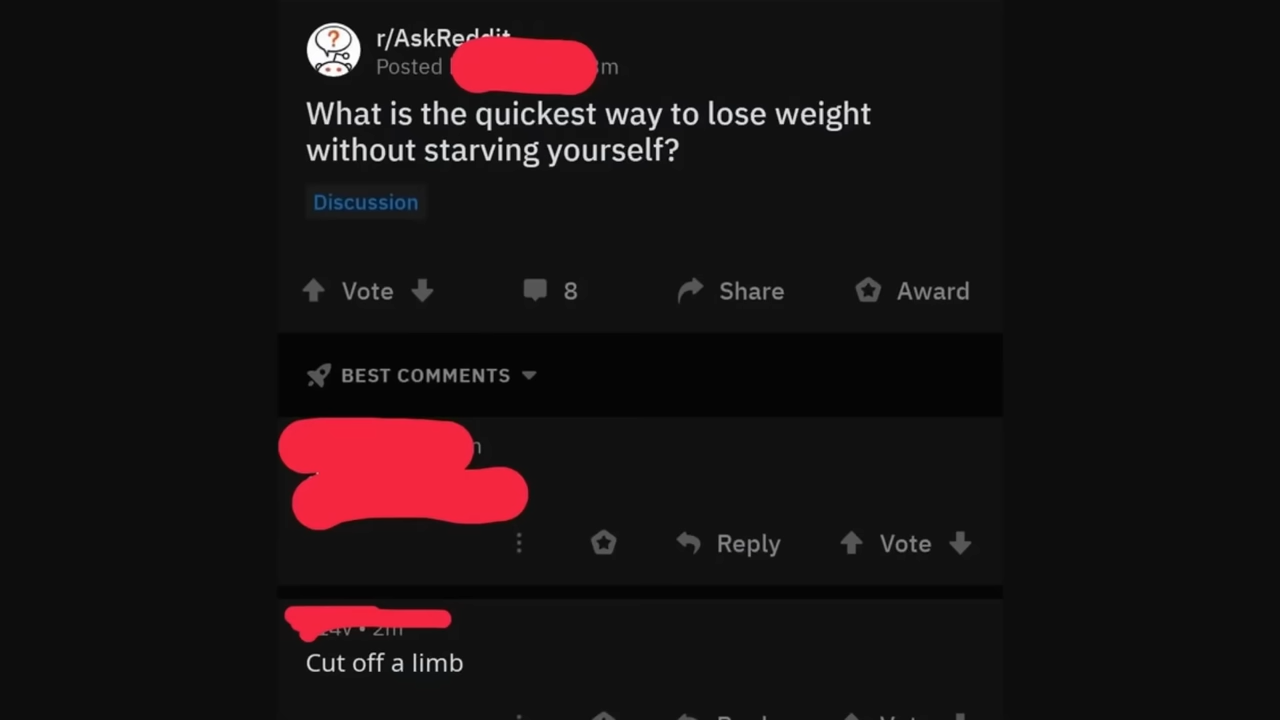 r/AskReddit
Posted
What is the quickest way to lose weight
without starving yourself?
Discussion
Vote
8
Share
Award
BEST COMMENTS
Reply
Vote
2m
Cut off a limb